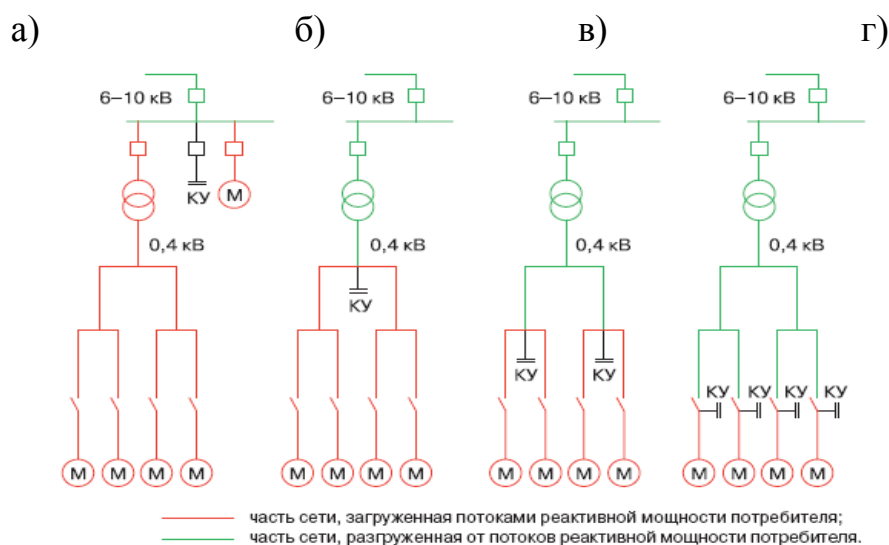 а) б) в) г)
6–10 кВ 6–10 кВ 6–10 кВ 6–10 кВ
КУ М
0,4 кВ 0,4 кВ 0,4 кВ 0,4 кВ
КУ
КУ КУ
КУ КУ КУ КУ
М М М М М М М М М М М М М М М М
часть сети, загруженная потоками реактивной мощности потребителя;
часть сети, разгруженная от потоков реактивной мощности потребителя.